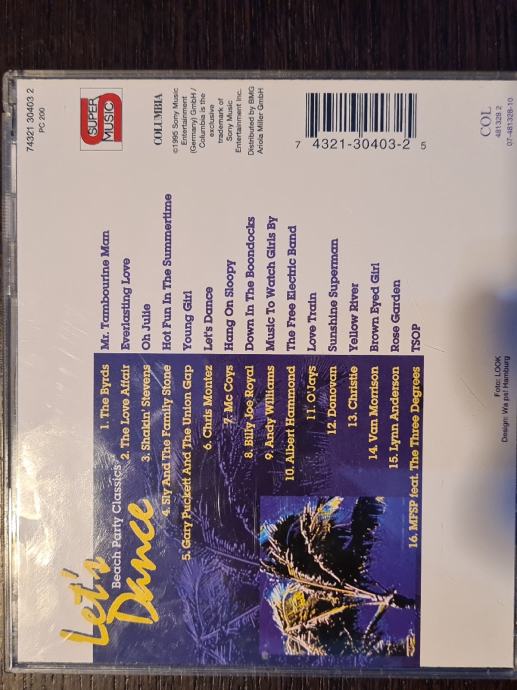 Let's
Dance
Beach Party Classics
1. The Byrds Mr. Tambourine Man
2. The Love Affair Everlasting Love
3. Shakin' Stevens Oh Julie
4. Sly And The Family Stone Hot Fun In The Summertime
5. Gary Puckett And The Union Gap Young Girl
6. Chris Montez Let's Dance
7. Mc Coys Hang On Sloopy
8. Billy Joe Royal Down In The Boondocks
9. Andy Williams Music To Watch Girls By
10. Albert Hammond The Free Electric Band
11. O'Jays Love Train
12. Donovan Sunshine Superman
13. Christie Yellow River
14. Van Morrison Brown Eyed Girl
15. Lynn Anderson Rose Garden
16. MFSP feat. The Three Degrees TSOP
74321 30403 2
PC 200
SUPER
MUSIC
COLUMBIA
©1995 Sony Music
Entertainment
(Germany) GmbH /
Columbia is the
exclusive
trademark of
Sony Music
Entertainment Inc.
Distributed by BMG
Ariola Miller GmbH
7 4321-30403-2 5
COL
481328 2
07-481328-10
Foto: LOOK
Design: Wa ps! Hamburg